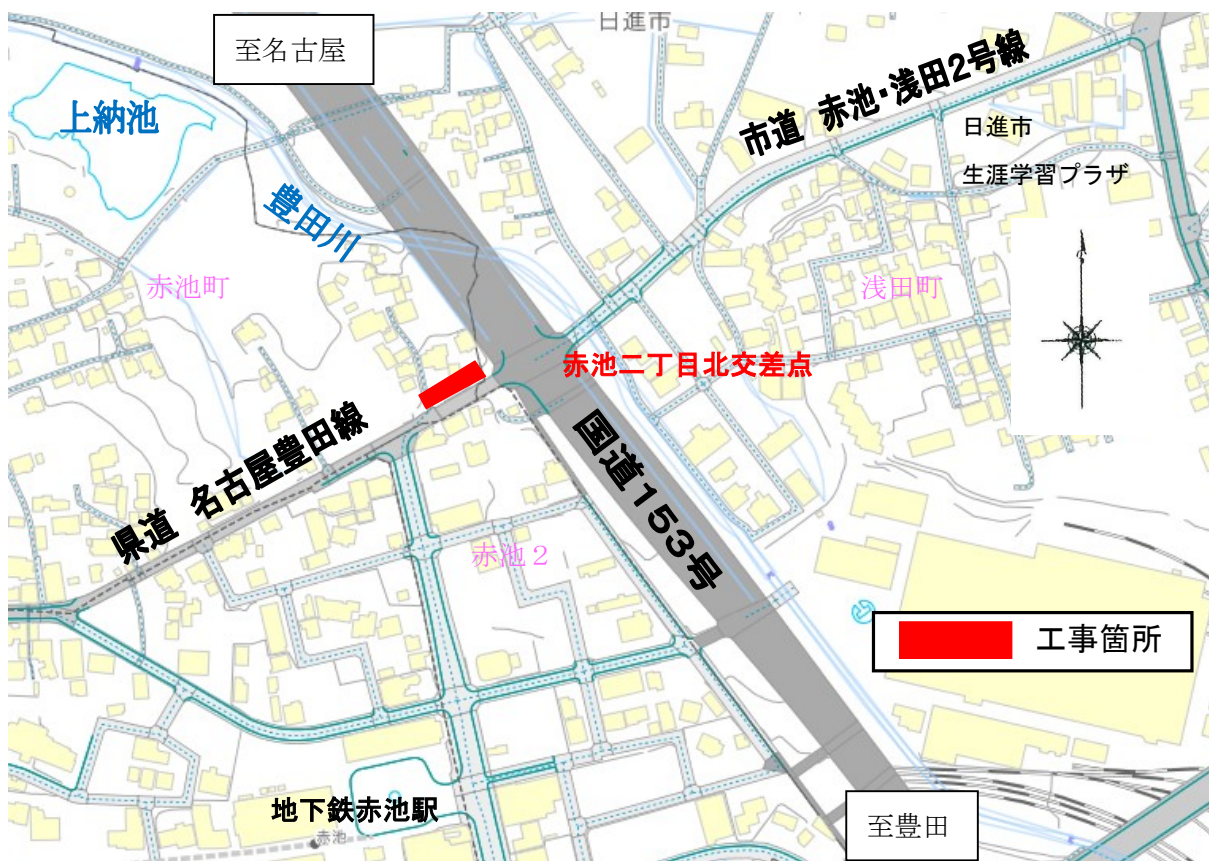 日進市
至名古屋
市道 赤池・浅田2号線
上納池
日進市
生涯学習プラザ
豊田川
赤池町
浅田町
赤池二丁目北交差点
県道 名古屋豊田線
国道153号
赤池2
工事箇所
地下鉄赤池駅
赤池
至豊田